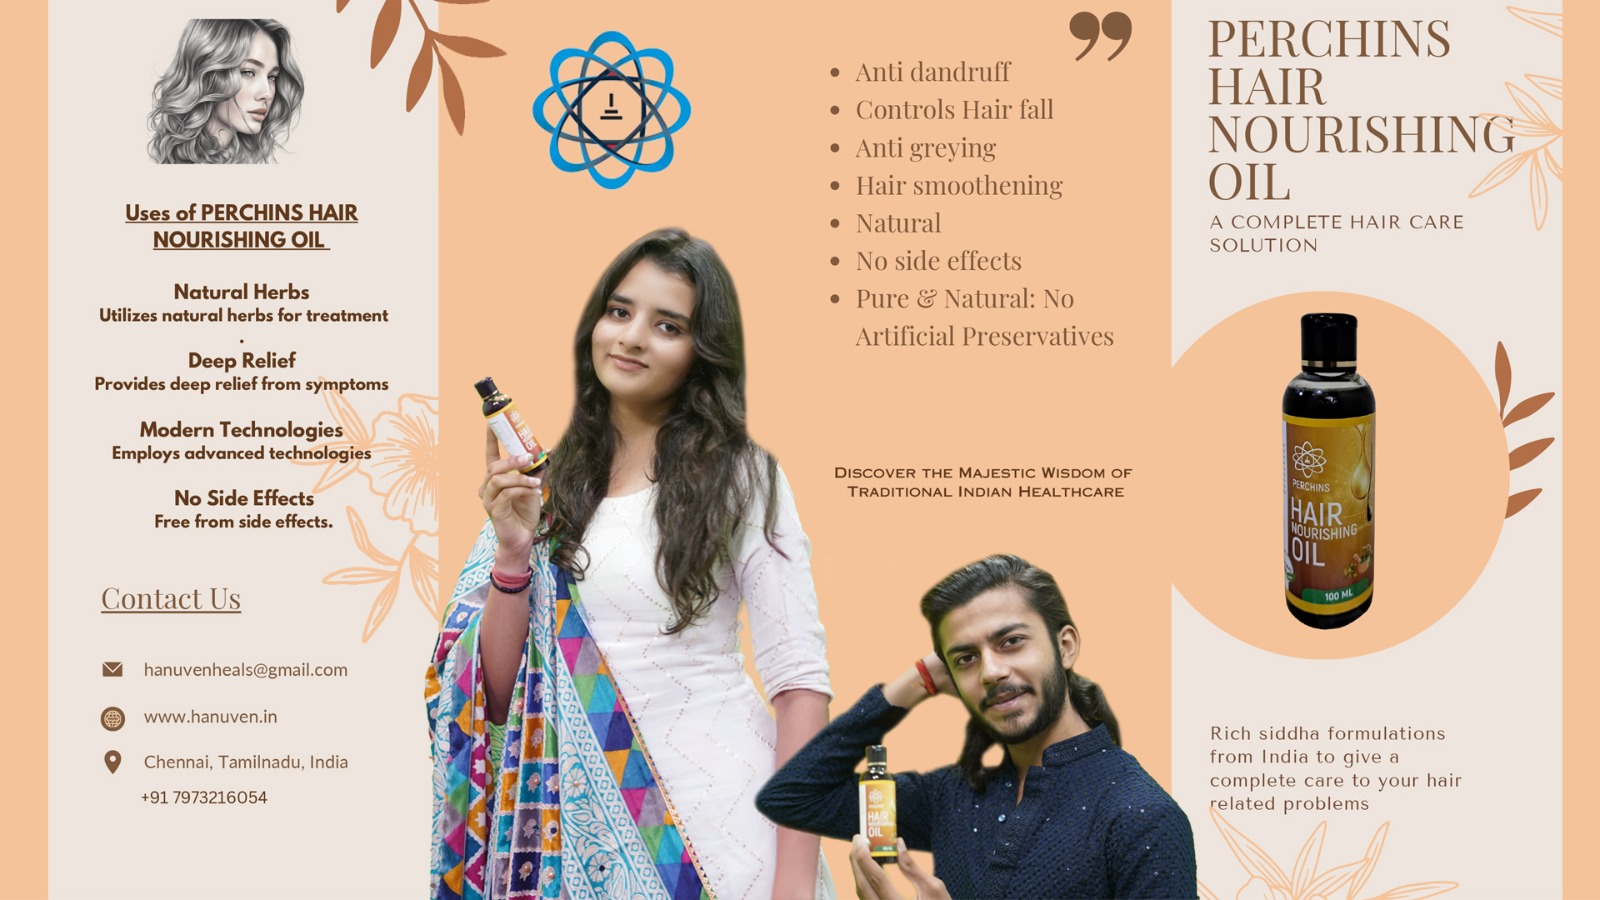 Uses of PERCHINS HAIR
NOURISHING OIL
Natural Herbs
Utilizes natural herbs for treatment
.
Deep Relief
Provides deep relief from symptoms
Modern Technologies
Employs advanced technologies
No Side Effects
Free from side effects.
Contact Us
hanuvenheals@gmail.com
www.hanuven.in
Chennai, Tamilnadu, India
+91 7973216054
”
• Anti dandruff
• Controls Hair fall
• Anti greying
• Hair smoothening
• Natural
• No side effects
• Pure & Natural: No
Artificial Preservatives
Discover the Majestic Wisdom of
Traditional Indian Healthcare
HAIR
OIL
HAIR
NOURISHING
OIL
PERCHINS
HAIR
NOURISHING
OIL
A COMPLETE HAIR CARE
SOLUTION
PERCHINS
HAIR
NOURISHING
OIL
100 ML
Rich siddha formulations
from India to give a
complete care to your hair
related problems